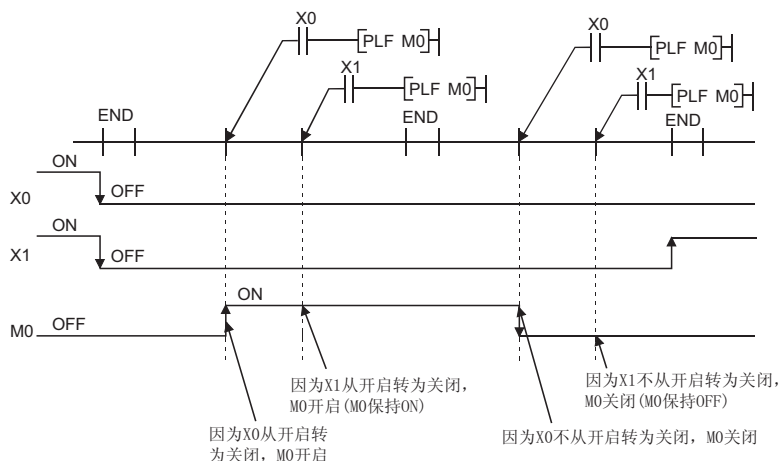 X0
[PLF M0]
X1
[PLF M0]
X0
[PLF M0]
X1
[PLF M0]
END
END
END
ON
X0
OFF
ON
X1
OFF
ON
M0
OFF
因为X1从开启转为关闭，
M0开启(M0保持ON)
因为X1不从开启转为关闭，
M0关闭(M0保持OFF)
因为X0从开启转
为关闭，M0开启
因为X0不从开启转为关闭，M0关闭